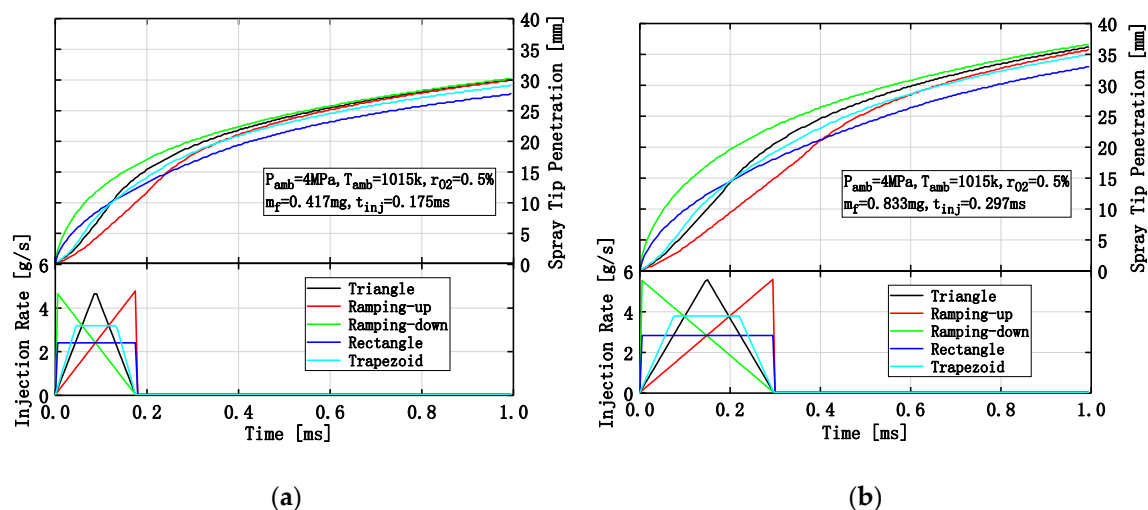 40
35
30
25
20
15
10
5
0
Spray Tip Penetration [mm]
P_amb=4MPa, T_amb=1015k, r_O2=0.5%
m_f=0.417mg, t_inj=0.175ms
Injection Rate [g/s]
6
4
2
0
Triangle
Ramping-up
Ramping-down
Rectangle
Trapezoid
0.0 0.2 0.4 0.6 0.8 1.0
Time [ms]
(a)
40
35
30
25
20
15
10
5
0
Spray Tip Penetration [mm]
P_amb=4MPa, T_amb=1015k, r_O2=0.5%
m_f=0.833mg, t_inj=0.297ms
Injection Rate [g/s]
6
4
2
0
Triangle
Ramping-up
Ramping-down
Rectangle
Trapezoid
0.0 0.2 0.4 0.6 0.8 1.0
Time [ms]
(b)